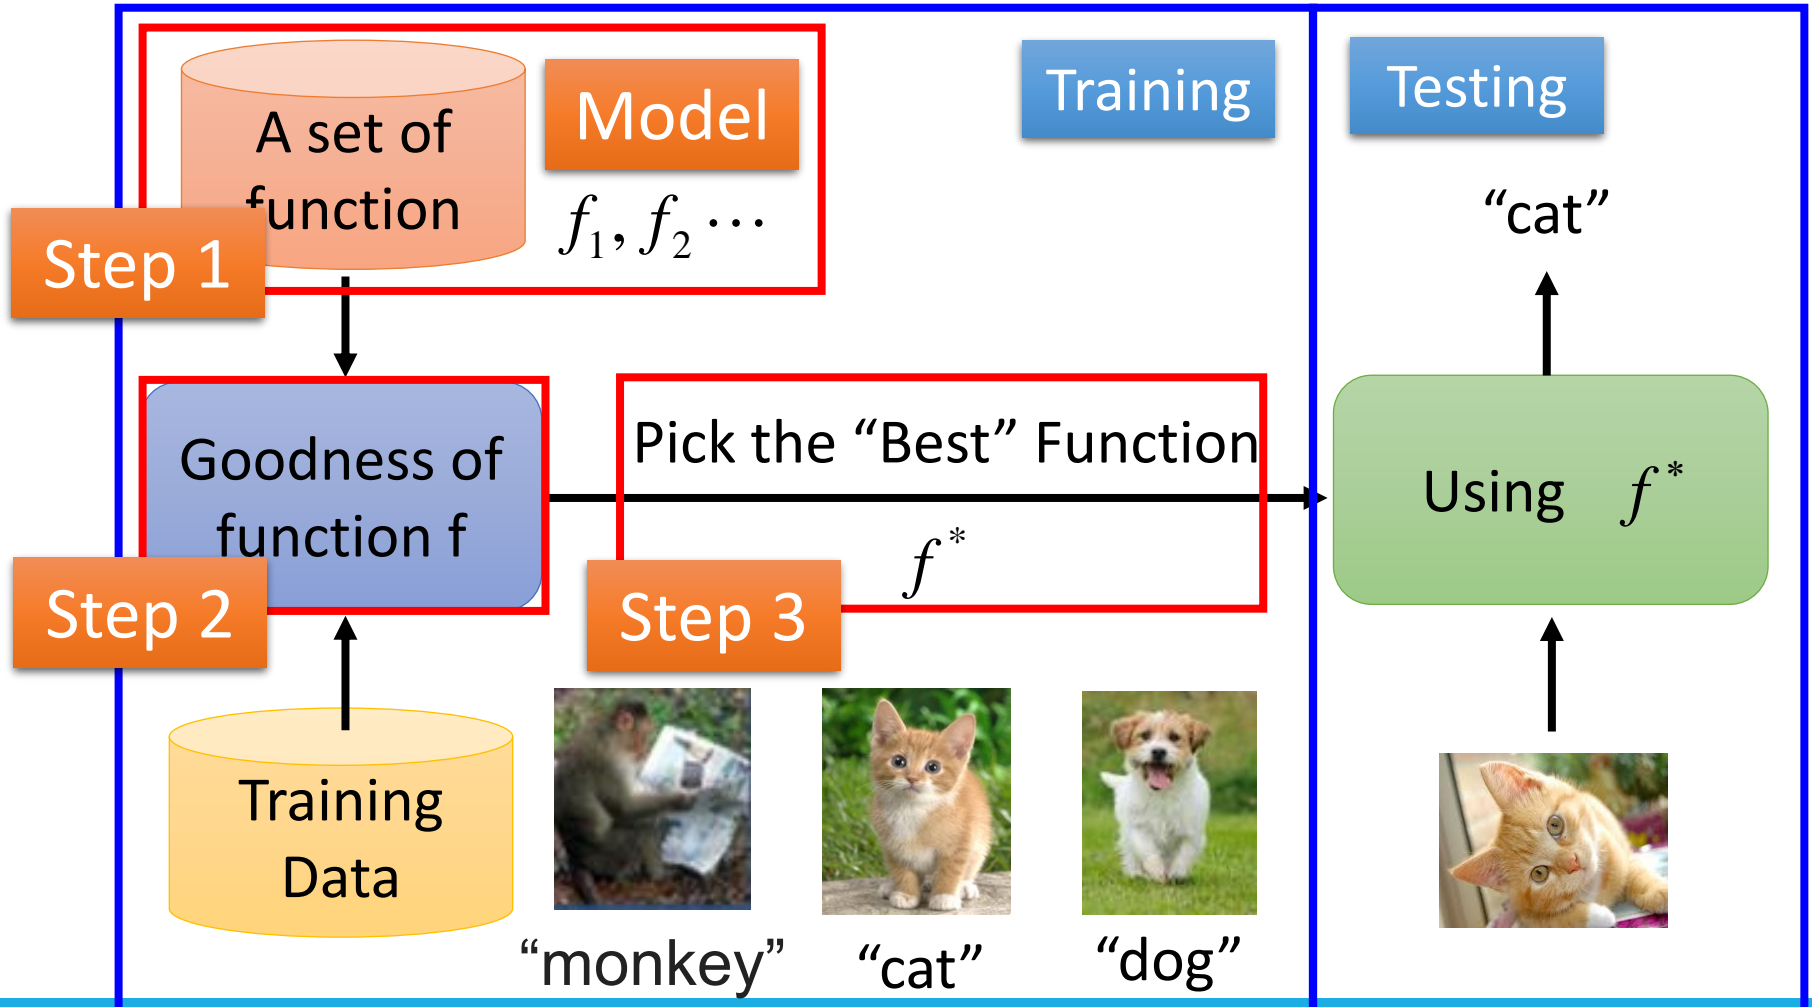 A set of
function
Model
f₁, f₂ ⋯
Training
Testing
Step 1
"cat"
Goodness of
function f
Pick the “Best” Function
f*
Using f*
Step 2
Step 3
Training
Data
“monkey”
“cat”
“dog”